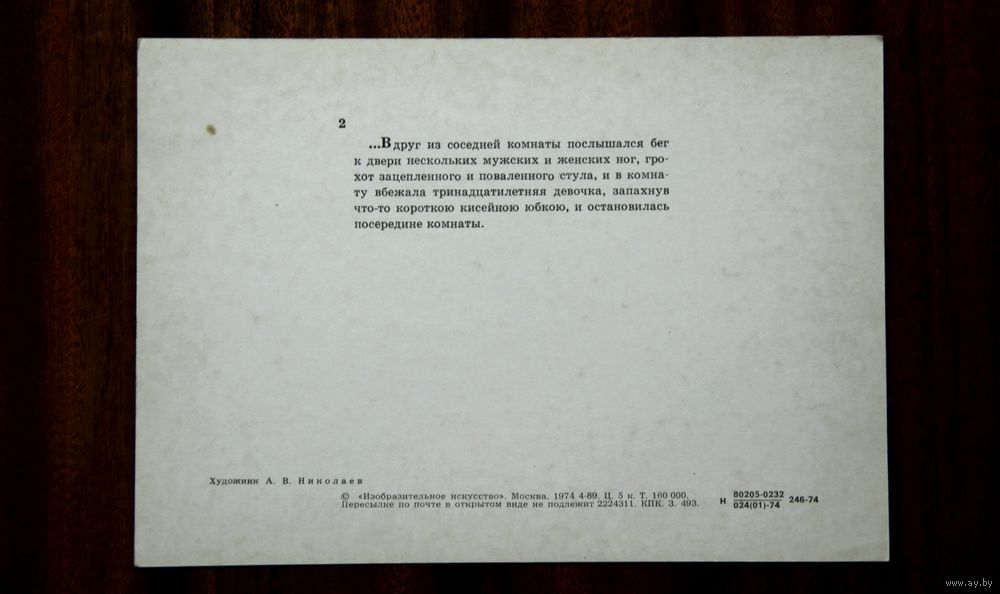 2
...Вдруг из соседней комнаты послышался бег
к двери нескольких мужских и женских ног, гро-
хот зацепленного и поваленного стула, и в комна-
ту вбежала тринадцатилетняя девочка, запахнув
что-то короткою кисейною юбкою, и остановилась
посередине комнаты.
Художник А. В. Николаев
© «Изобразительное искусство», Москва, 1974 4-89. Ц. 5 к. Т. 160 000.
Пересылке по почте в открытом виде не подлежит 2224311. КПК. З. 493.
Н 80205-0232 246-74
024(01)-74
www.ay.by